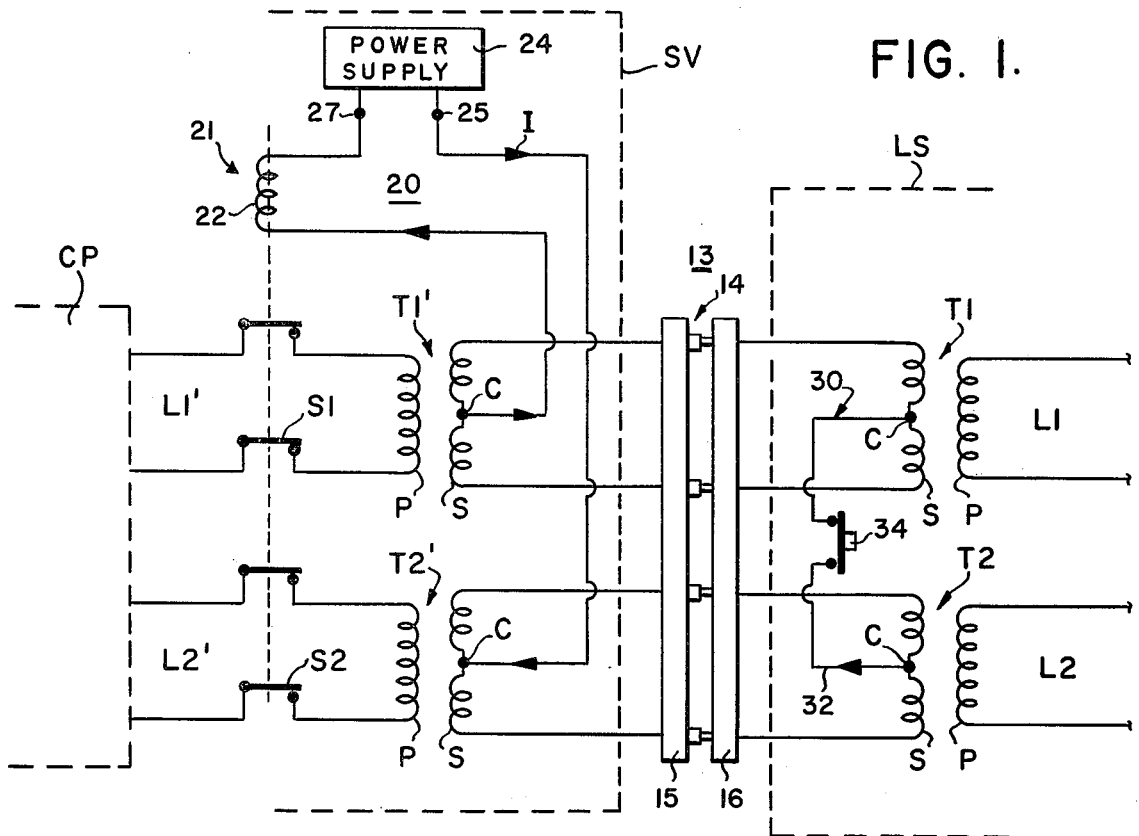 FIG. 1.
POWER
SUPPLY
24
SV
27
25
I
21
20
22
LS
CP
13
14
T1'
T1
30
C
C
L1'
S1
L1
P
S
S
P
34
T2'
T2
C
C
L2'
S2
L2
32
P
S
S
P
15
16